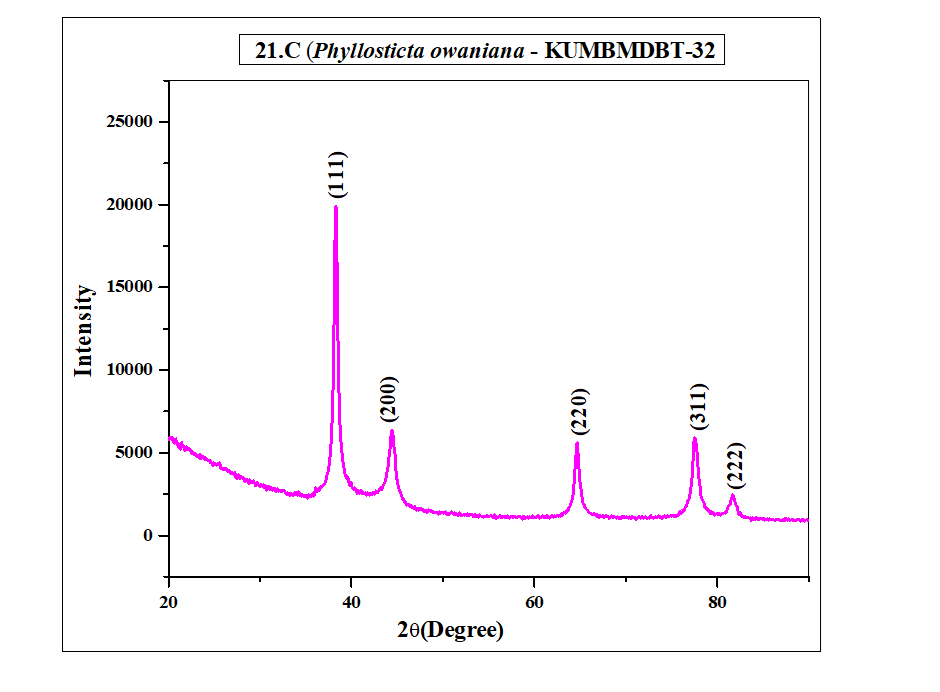 21.C (Phyllosticta owaniana - KUMBMDBT-32
25000
20000
15000
10000
5000
0
Intensity
(111)
(200)
(220)
(311)
(222)
20 40 60 80
2θ(Degree)